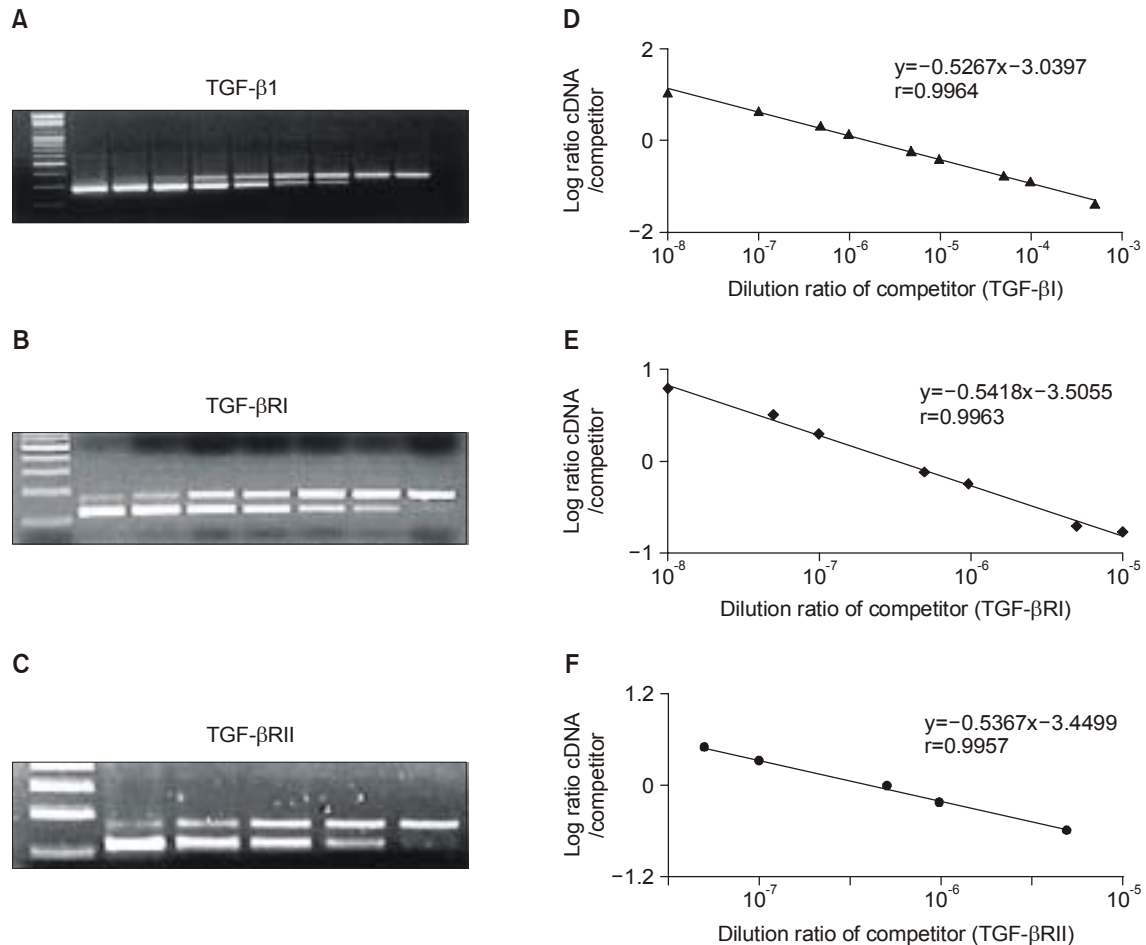 A
TGF-β1
B
TGF-βRI
C
TGF-βRII
D
Log ratio cDNA
/competitor
2
0
−2
y=−0.5267x−3.0397
r=0.9964
10-8
10-7
10-6
10-5
10-4
10-3
Dilution ratio of competitor (TGF-βI)
E
Log ratio cDNA
/competitor
1
0
−1
y=−0.5418x−3.5055
r=0.9963
10-8
10-7
10-6
10-5
Dilution ratio of competitor (TGF-βRI)
F
Log ratio cDNA
/competitor
1.2
0
−1.2
y=−0.5367x−3.4499
r=0.9957
10-7
10-6
10-5
Dilution ratio of competitor (TGF-βRII)